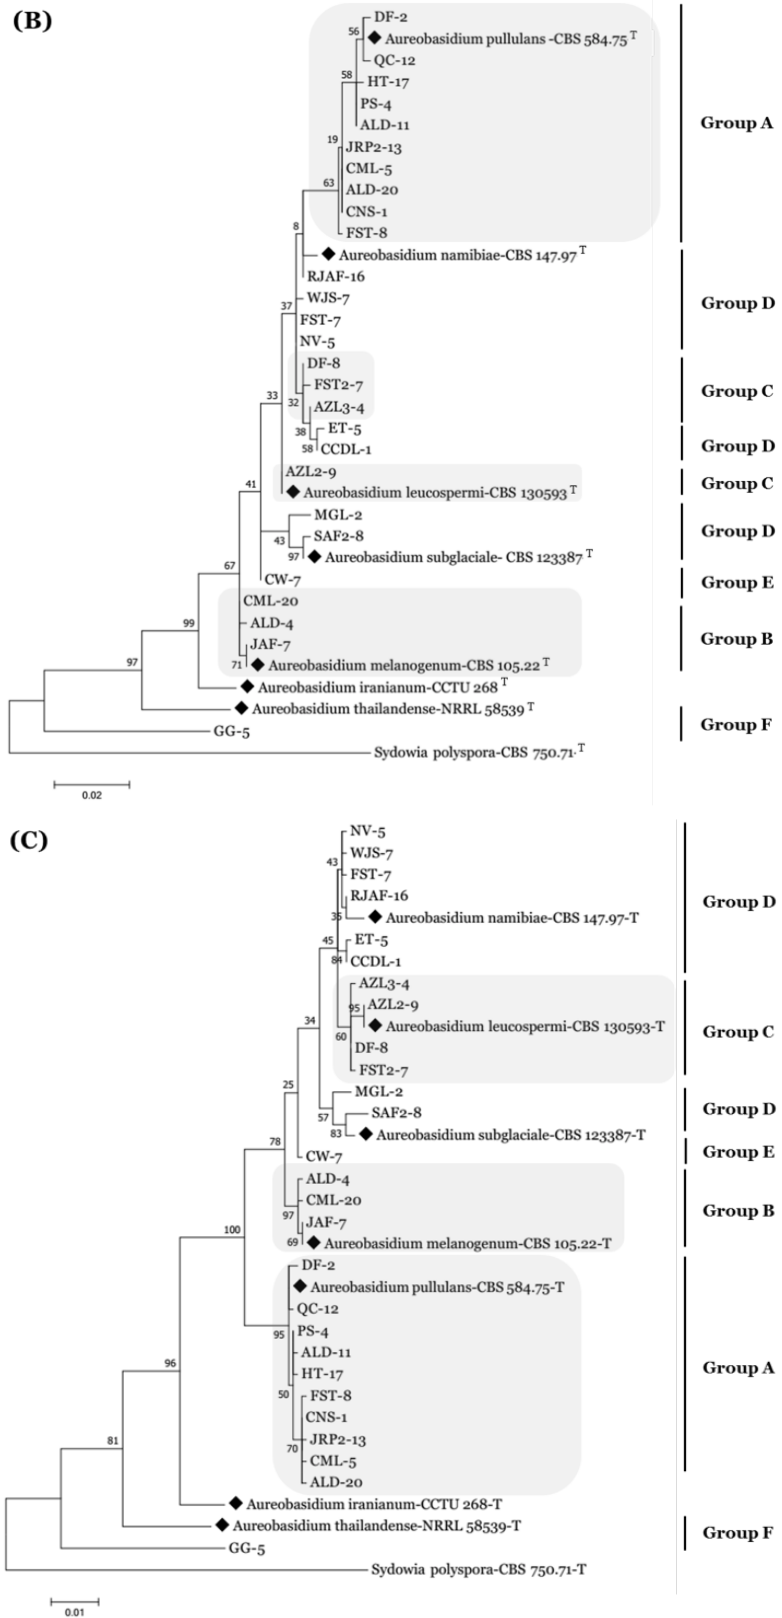 (B)
DF-2
56
Aureobasidium pullulans -CBS 584.75 T
QC-12
58
HT-17
PS-4
Group A
ALD-11
19
JRP2-13
CML-5
63
ALD-20
CNS-1
8
FST-8
Aureobasidium namibiae-CBS 147.97 T
RJAF-16
37
WJS-7
Group D
FST-7
NV-5
DF-8
33
32
FST2-7
Group C
AZL3-4
38
ET-5
58
CCDL-1
Group D
41
AZL2-9
Group C
Aureobasidium leucospermi-CBS 130593 T
MGL-2
43
SAF2-8
Group D
97
Aureobasidium subglaciale- CBS 123387 T
67
CW-7
Group E
CML-20
99
ALD-4
JAF-7
Group B
97
71
Aureobasidium melanogenum-CBS 105.22 T
Aureobasidium iranianum-CCTU 268 T
Aureobasidium thailandense-NRRL 58539 T
Group F
GG-5
Sydowia polyspora-CBS 750.71. T
0.02
(C)
NV-5
43
WJS-7
FST-7
RJAF-16
Group D
35
Aureobasidium namibiae-CBS 147.97-T
45
ET-5
84
CCDL-1
AZL3-4
95
AZL2-9
34
Aureobasidium leucospermi-CBS 130593-T
Group C
60
DF-8
FST2-7
25
MGL-2
57
SAF2-8
Group D
83
Aureobasidium subglaciale-CBS 123387-T
78
CW-7
Group E
ALD-4
CML-20
97
Group B
100
JAF-7
69
Aureobasidium melanogenum-CBS 105.22-T
DF-2
Aureobasidium pullulans-CBS 584.75-T
QC-12
95
PS-4
ALD-11
96
HT-17
Group A
50
FST-8
CNS-1
81
70
JRP2-13
CML-5
ALD-20
Aureobasidium iranianum-CCTU 268-T
Aureobasidium thailandense-NRRL 58539-T
Group F
GG-5
Sydowia polyspora-CBS 750.71-T
0.01